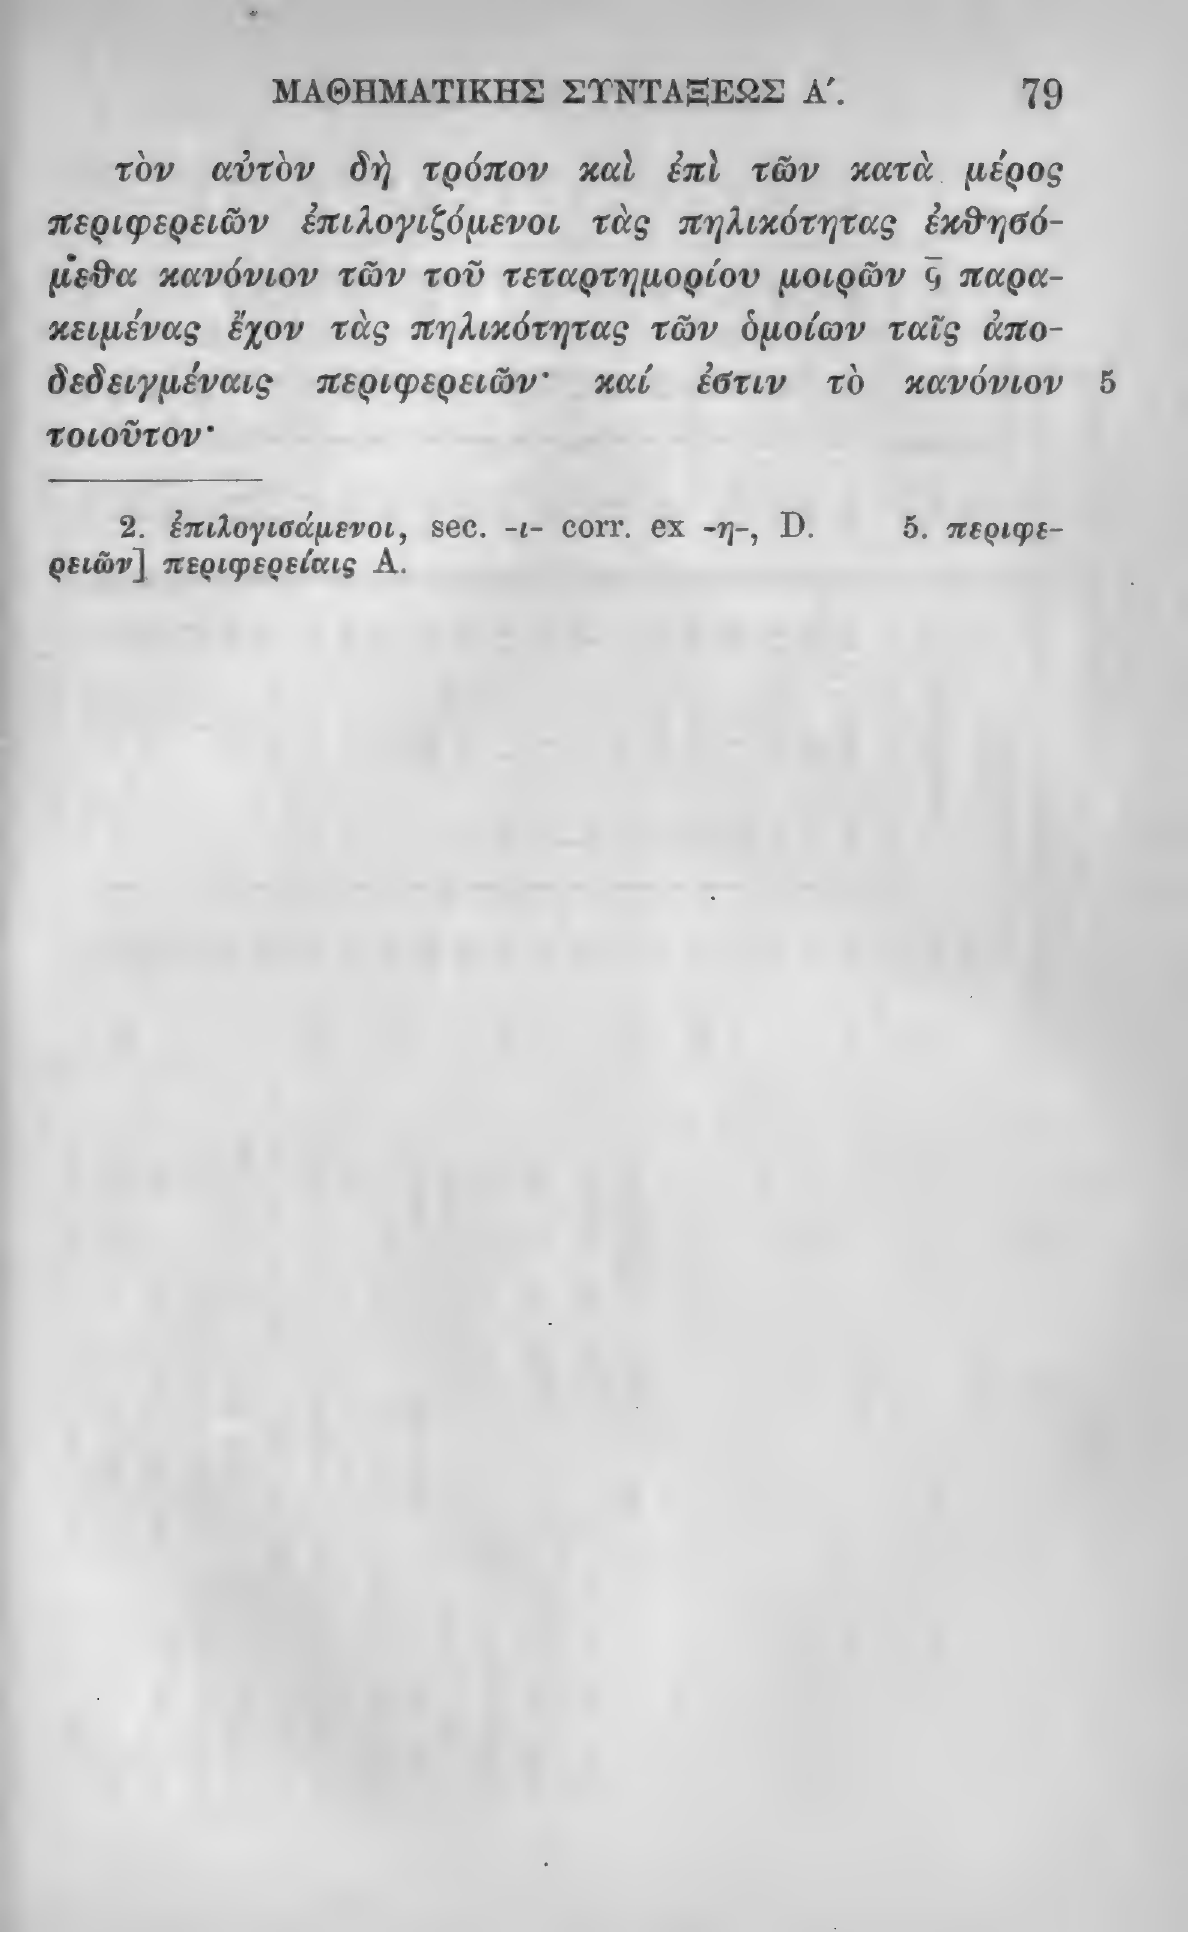 ΜΑΘΗΜΑΤΙΚΗΣ ΣΥΝΤΑΞΕΩΣ Α΄. 79
τὸν αὐτὸν δὴ τρόπον καὶ ἐπὶ τῶν κατὰ μέρος
περιφερειῶν ἐπιλογιζόμενοι τὰς πηλικότητας ἐκθησό-
μεθα κανόνιον τῶν τοῦ τεταρτημορίου μοιρῶν ϟ̄ παρα-
κειμένας ἔχον τὰς πηλικότητας τῶν ὁμοίων ταῖς ἀπο-
δεδειγμέναις περιφερειῶν· καί ἐστιν τὸ κανόνιον 5
τοιοῦτον·
2. ἐπιλογισάμενοι, sec. -ι- corr. ex -η-, D. 5. περιφε-
ρειῶν] περιφερείαις A.